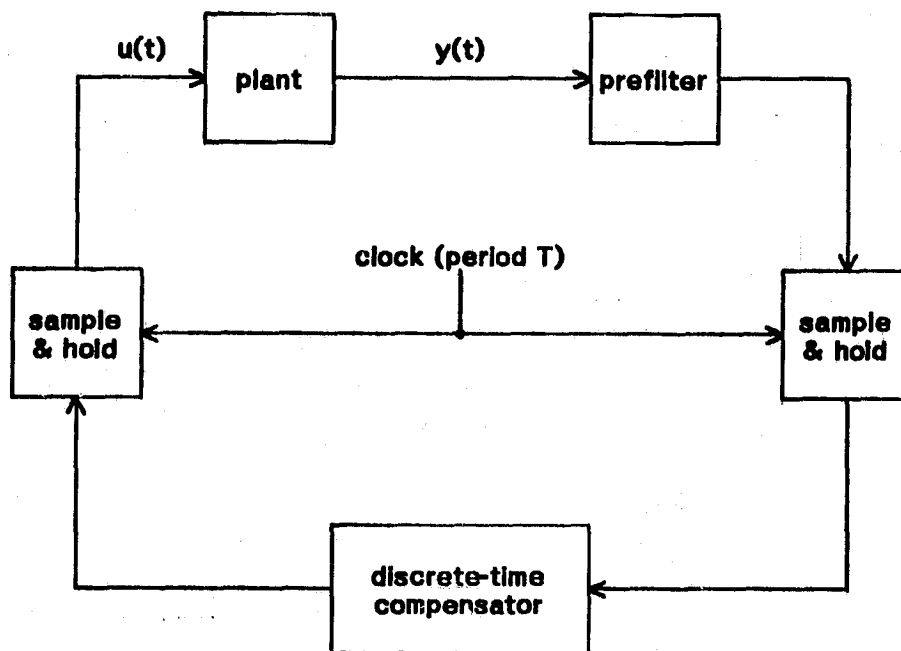 u(t)
plant
y(t)
prefilter
clock (period T)
sample
& hold
sample
& hold
discrete-time
compensator